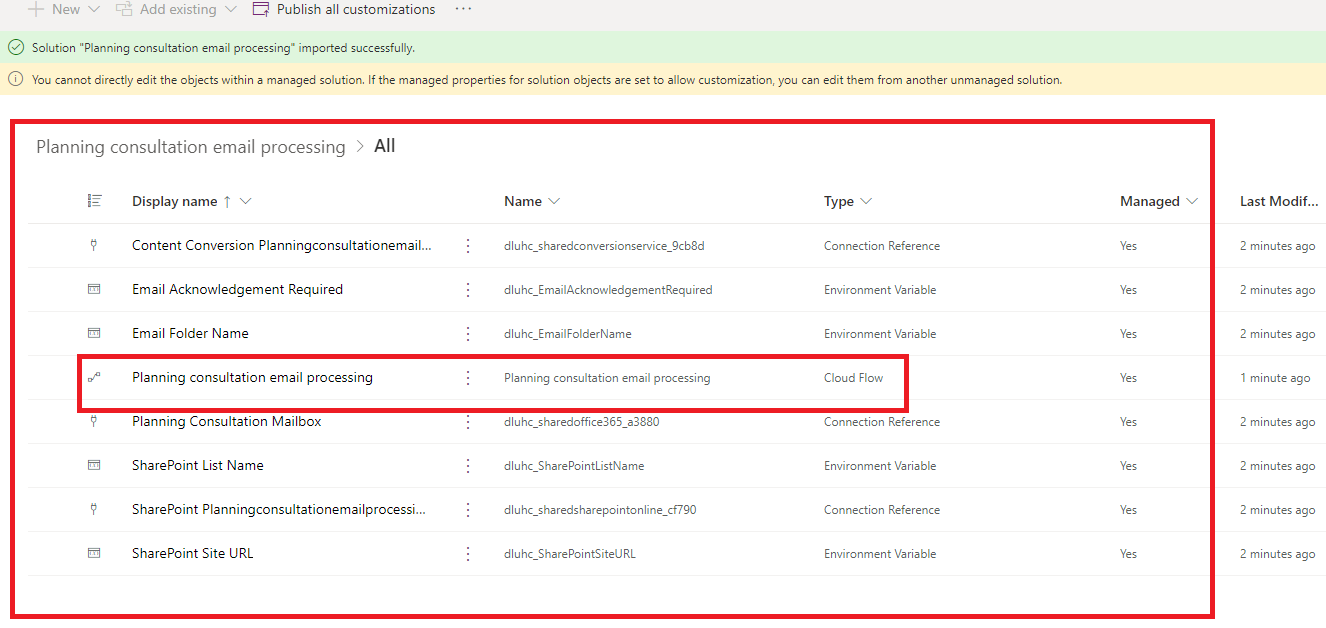 New Add existing Publish all customizations ...
Solution "Planning consultation email processing" imported successfully.
You cannot directly edit the objects within a managed solution. If the managed properties for solution objects are set to allow customization, you can edit them from another unmanaged solution.
Planning consultation email processing > All
Display name ↑ Name Type Managed Last Modif...
Content Conversion Planningconsultationemail... dluhc_sharedconversionservice_9cb8d Connection Reference Yes 2 minutes ago
Email Acknowledgement Required dluhc_EmailAcknowledgementRequired Environment Variable Yes 2 minutes ago
Email Folder Name dluhc_EmailFolderName Environment Variable Yes 2 minutes ago
Planning consultation email processing Planning consultation email processing Cloud Flow Yes 1 minute ago
Planning Consultation Mailbox dluhc_sharedoffice365_a3880 Connection Reference Yes 2 minutes ago
SharePoint List Name dluhc_SharePointListName Environment Variable Yes 2 minutes ago
SharePoint Planningconsultationemailprocessi... dluhc_sharedsharepointonline_cf790 Connection Reference Yes 2 minutes ago
SharePoint Site URL dluhc_SharePointSiteURL Environment Variable Yes 2 minutes ago